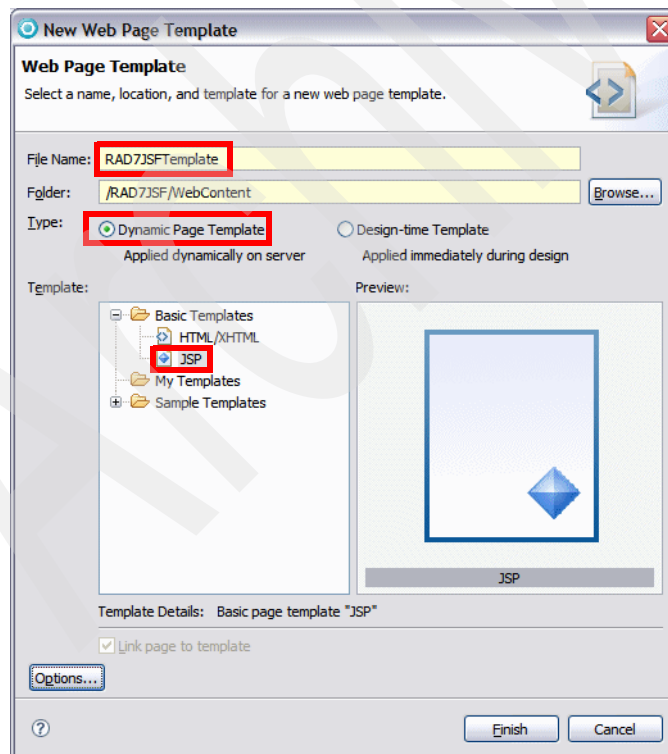 New Web Page Template
Web Page Template
Select a name, location, and template for a new web page template.
File Name: RAD7JSFTemplate
Folder: /RAD7JSF/WebContent Browse...
Type: Dynamic Page Template Design-time Template
Applied dynamically on server Applied immediately during design
Template: Preview:
Basic Templates
HTML/XHTML
JSP
My Templates
Sample Templates
JSP
Template Details: Basic page template "JSP"
Link page to template
Options...
Finish Cancel